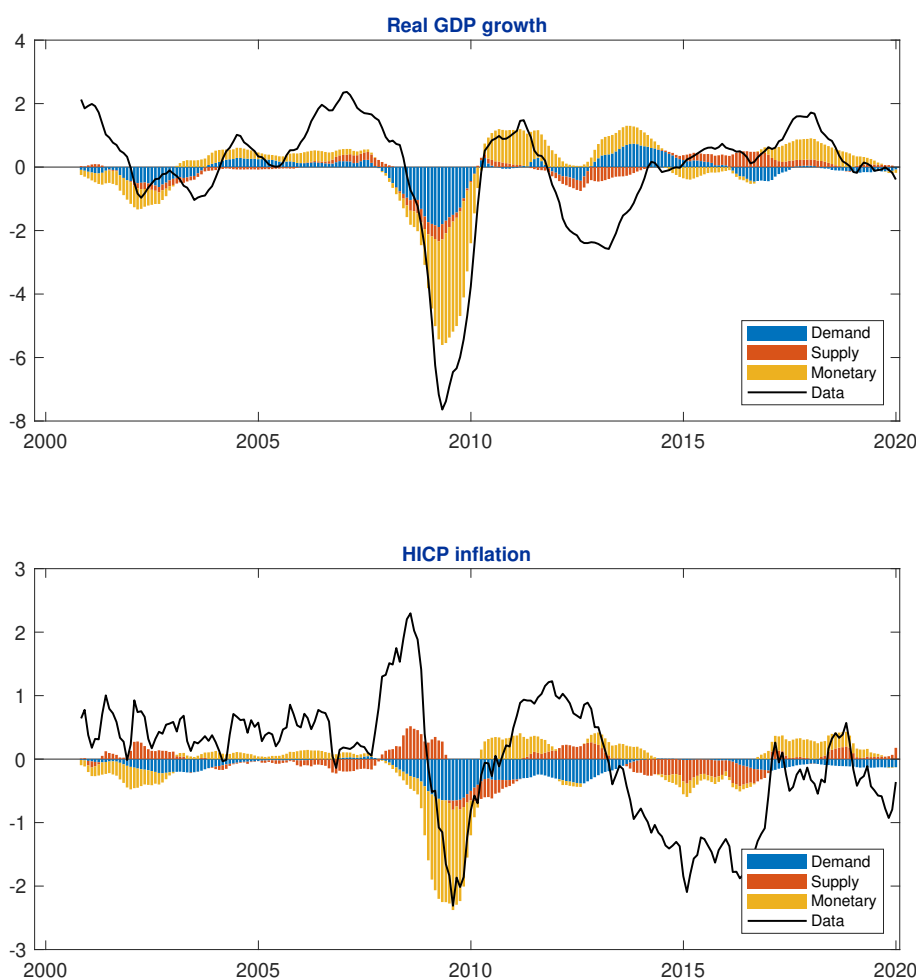 Real GDP growth
4
2
0
-2
-4
-6
-8
Demand
Supply
Monetary
Data
2000 2005 2010 2015 2020
HICP inflation
3
2
1
0
-1
-2
-3
Demand
Supply
Monetary
Data
2000 2005 2010 2015 2020